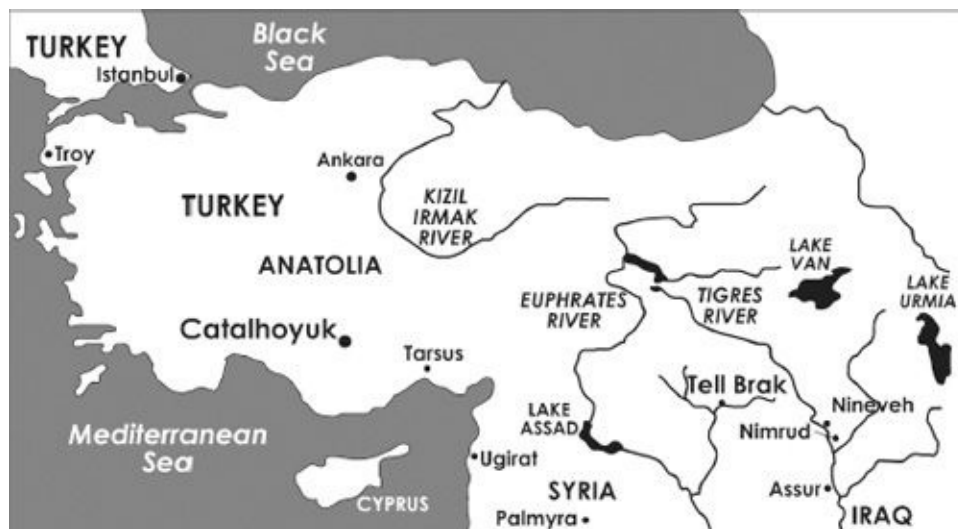 Black
Sea
TURKEY
Istanbul
Troy
Ankara
TURKEY
KIZIL
IRMAK
RIVER
ANATOLIA
LAKE
VAN
LAKE
URMIA
EUPHRATES
RIVER
TIGRES
RIVER
Catalhoyuk
Tarsus
Tell Brak
LAKE
ASSAD
Nineveh
Nimrud
Mediterranean
Sea
Ugirat
CYPRUS
SYRIA
Assur
IRAQ
Palmyra